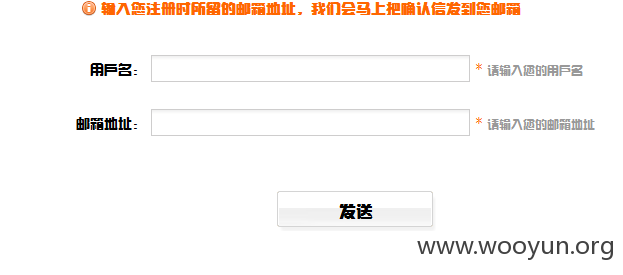 输入您注册时所留的邮箱地址，我们会马上把确认信发到您邮箱
用户名： * 请输入您的用户名
邮箱地址： * 请输入您的邮箱地址
发送
www.wooyun.org